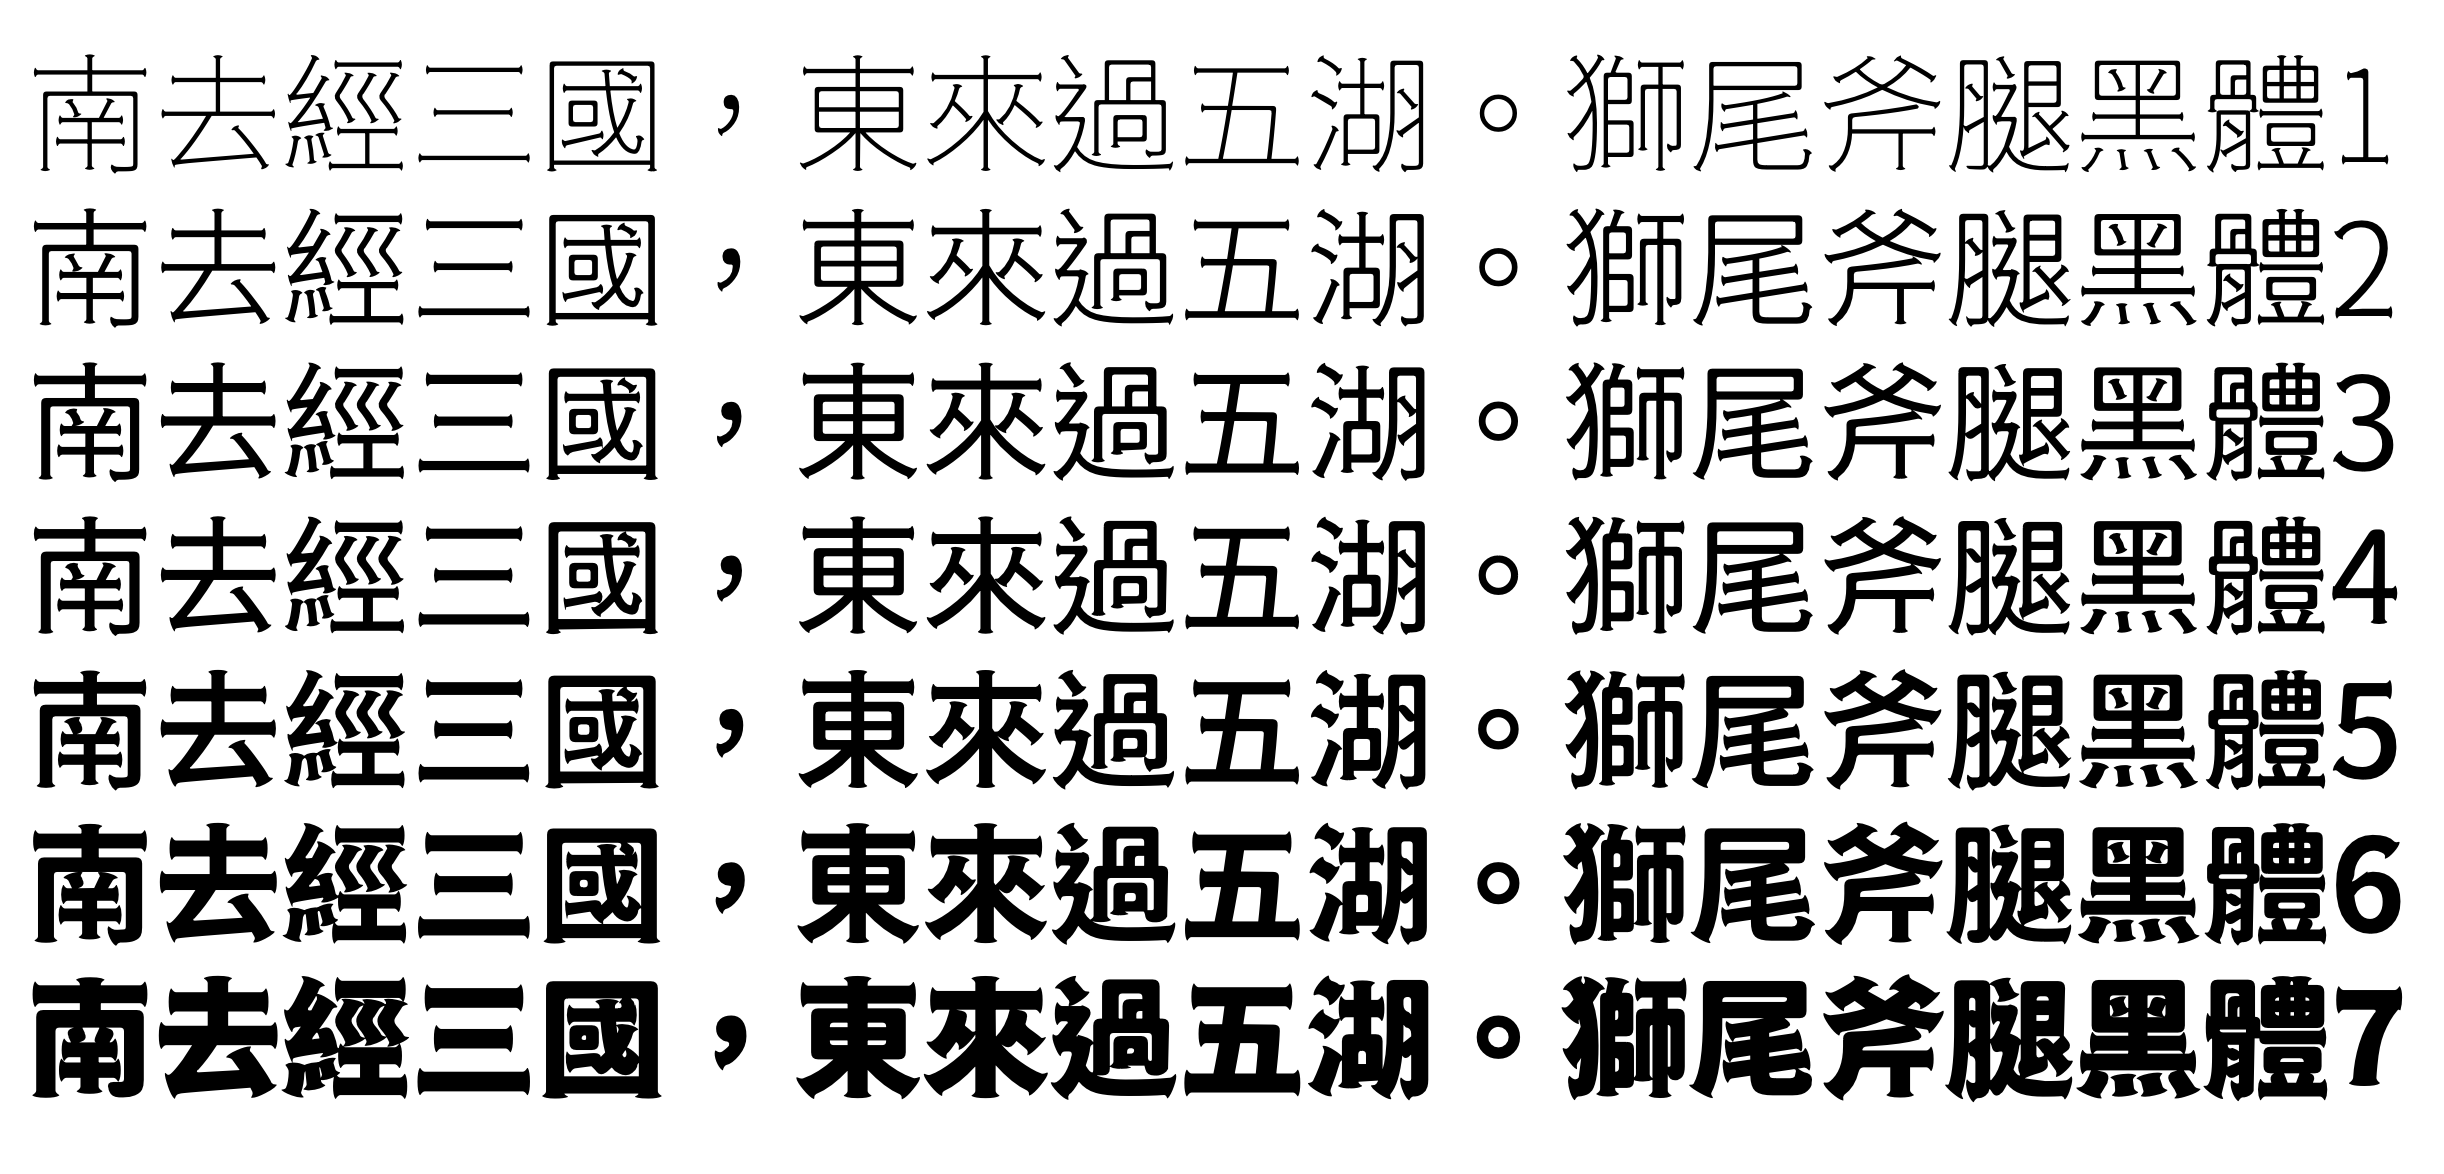 南去經三國，東來過五湖。獅尾斧腿黑體1
南去經三國，東來過五湖。獅尾斧腿黑體2
南去經三國，東來過五湖。獅尾斧腿黑體3
南去經三國，東來過五湖。獅尾斧腿黑體4
南去經三國，東來過五湖。獅尾斧腿黑體5
南去經三國，東來過五湖。獅尾斧腿黑體6
南去經三國，東來過五湖。獅尾斧腿黑體7